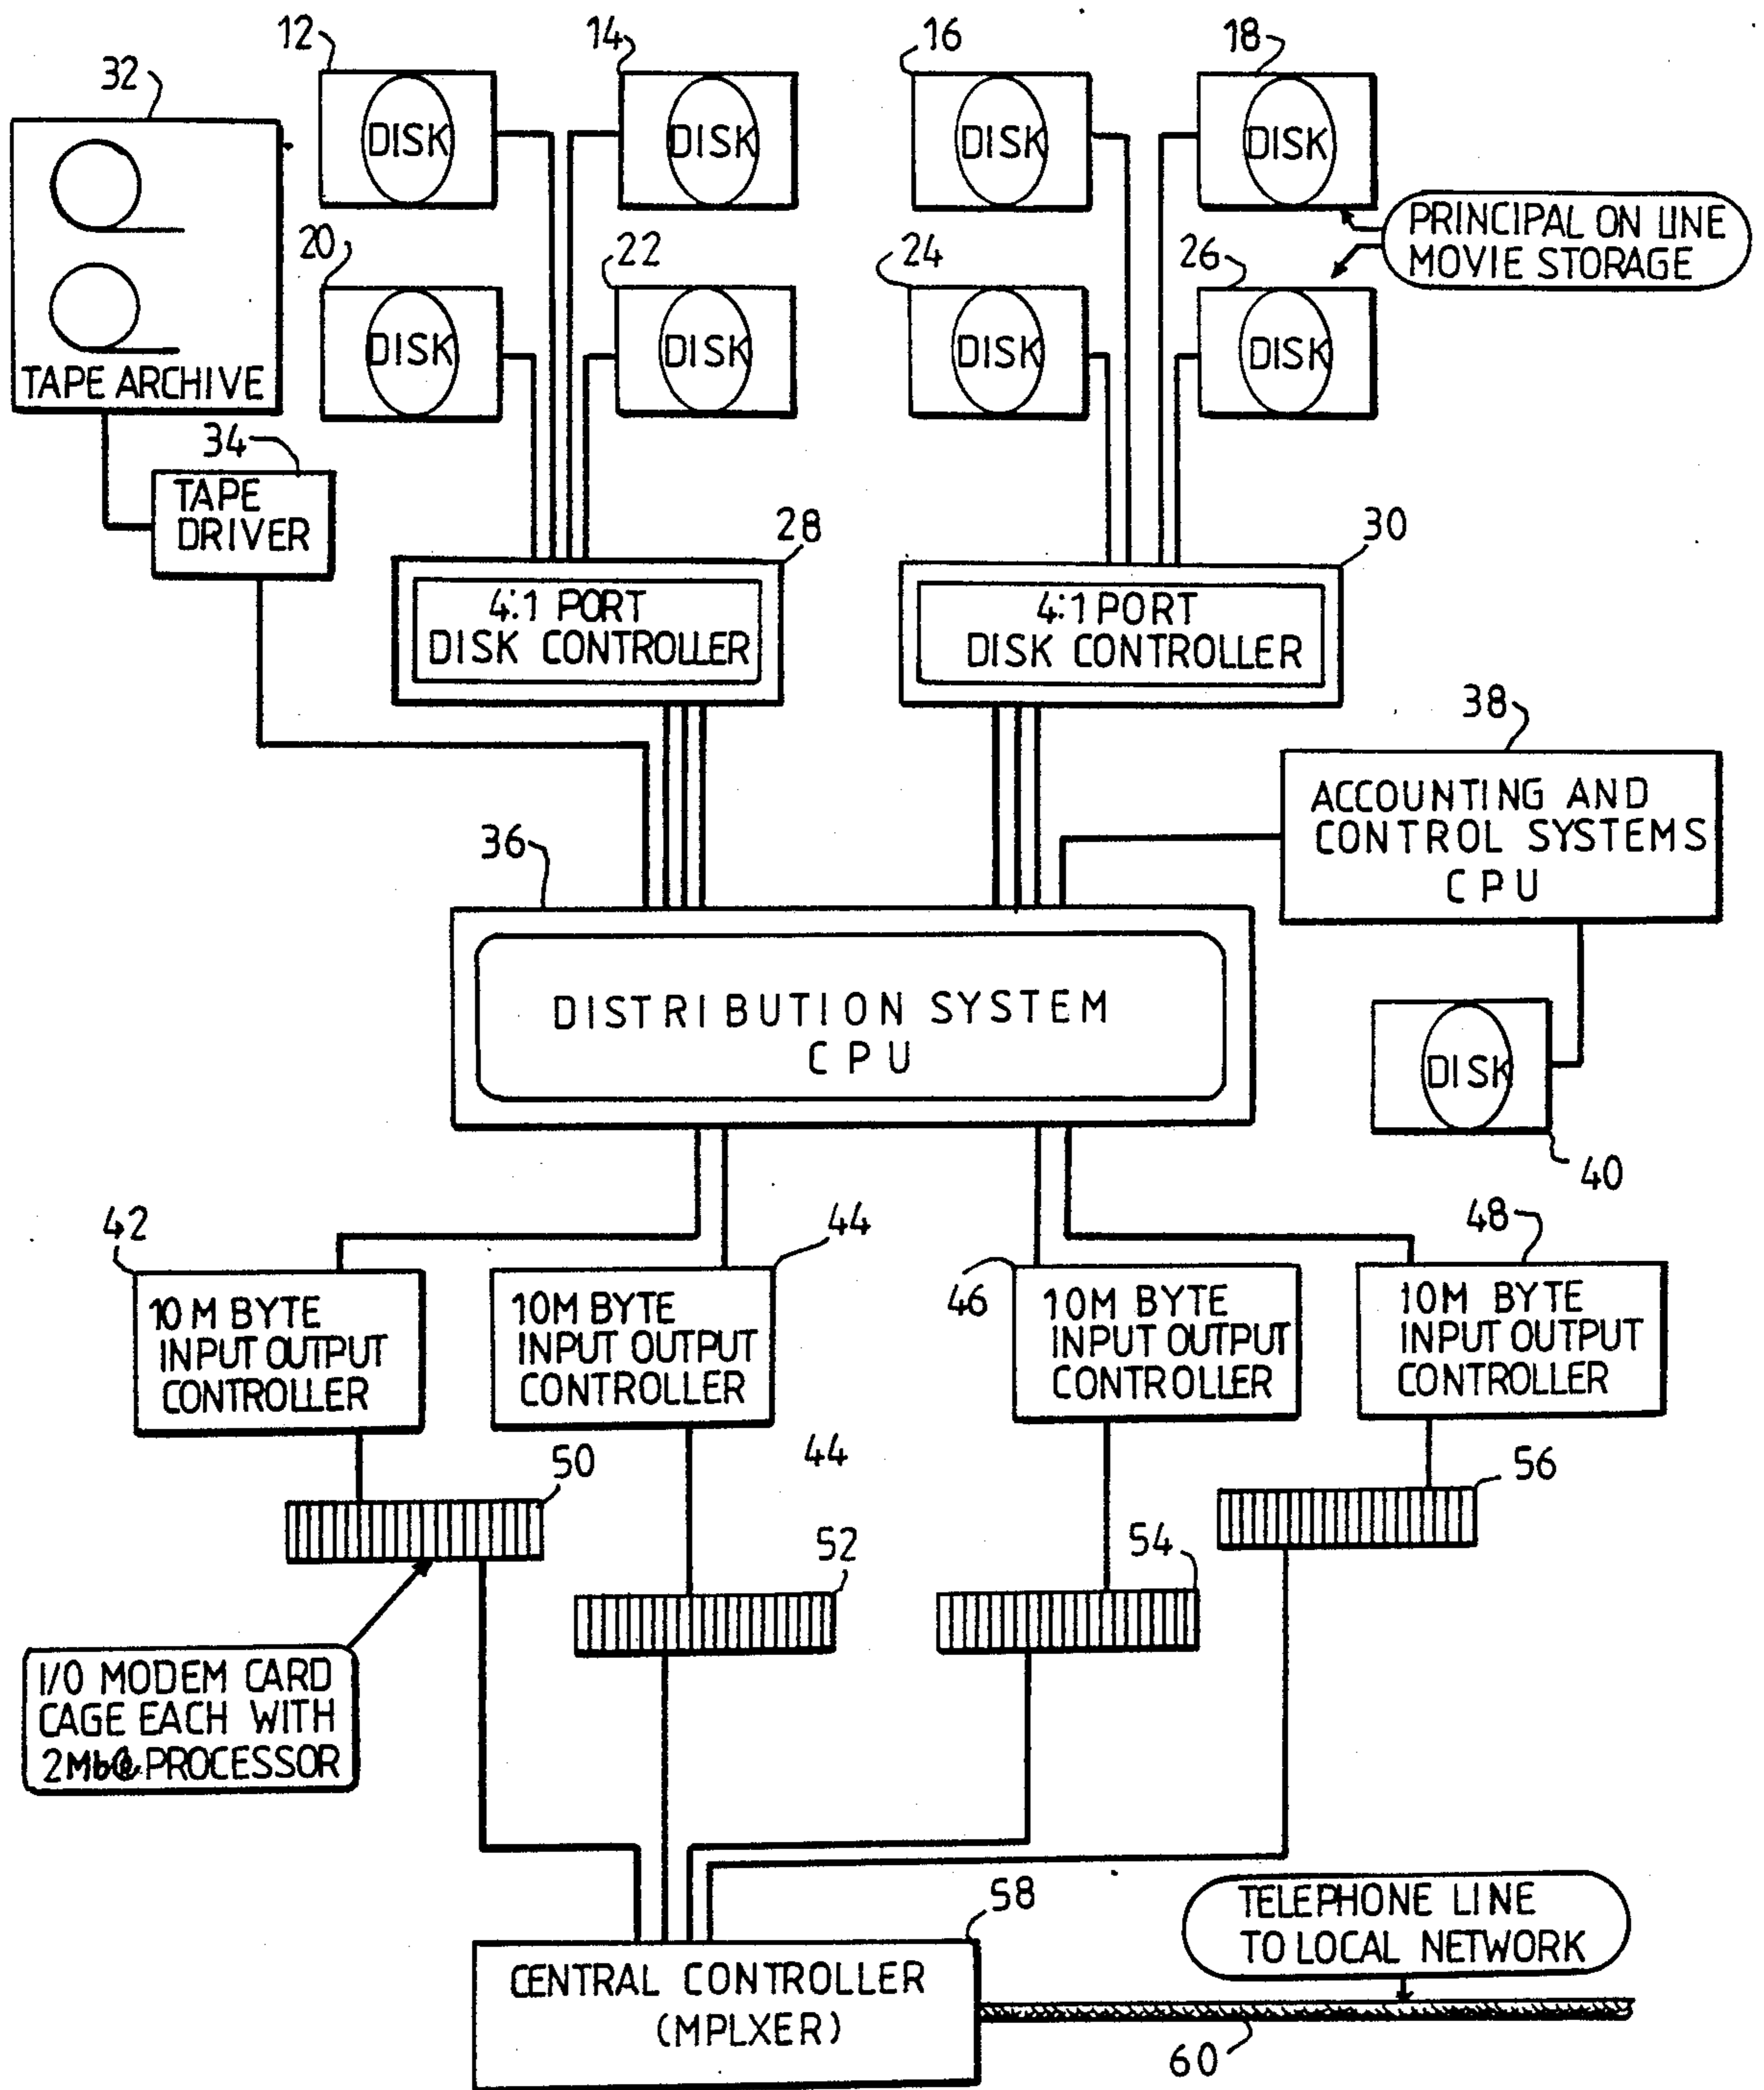 12
14
16
18
32
DISK
DISK
DISK
DISK
PRINCIPAL ON LINE
MOVIE STORAGE
20
22
24
26
DISK
DISK
DISK
DISK
TAPE ARCHIVE
34
TAPE
DRIVER
28
30
4:1 PORT
DISK CONTROLLER
4:1 PORT
DISK CONTROLLER
38
ACCOUNTING AND
CONTROL SYSTEMS
CPU
36
DISTRIBUTION SYSTEM
CPU
DISK
40
42
44
46
48
10M BYTE
INPUT OUTPUT
CONTROLLER
10M BYTE
INPUT OUTPUT
CONTROLLER
10M BYTE
INPUT OUTPUT
CONTROLLER
10M BYTE
INPUT OUTPUT
CONTROLLER
50
44
56
52
54
I/O MODEM CARD
CAGE EACH WITH
PROCESSOR
58
TELEPHONE LINE
TO LOCAL NETWORK
CENTRAL CONTROLLER
(MPLXER)
60